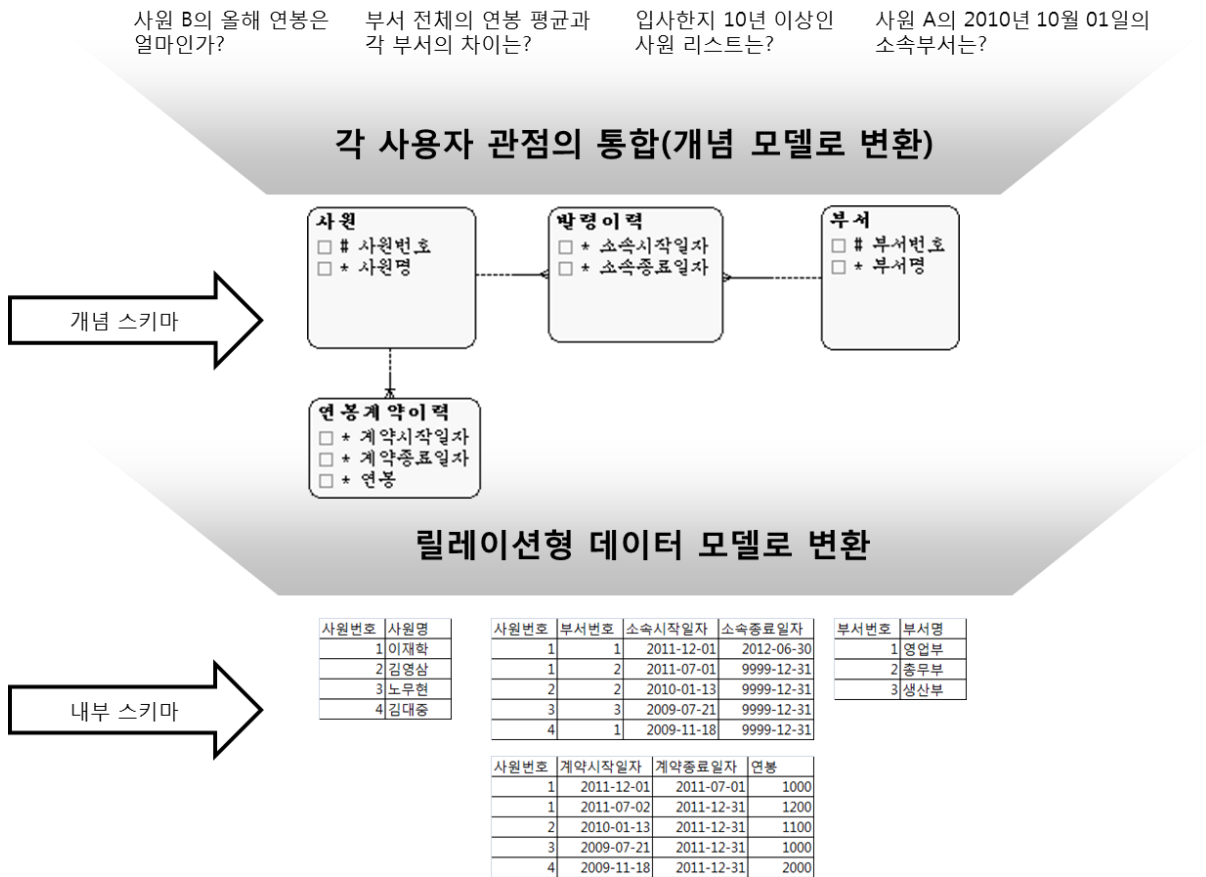 사원 B의 올해 연봉은
얼마인가?
부서 전체의 연봉 평균과
각 부서의 차이는?
입사한지 10년 이상인
사원 리스트는?
사원 A의 2010년 10월 01일의
소속부서는?
각 사용자 관점의 통합(개념 모델로 변환)
사원
# 사원번호
* 사원명
발령이력
* 소속시작일자
* 소속종료일자
부서
# 부서번호
* 부서명
개념 스키마
연봉계약이력
* 계약시작일자
* 계약종료일자
* 연봉
릴레이션형 데이터 모델로 변환
내부 스키마
사원번호 사원명
1 이재학
2 김영삼
3 노무현
4 김대중
사원번호 부서번호 소속시작일자 소속종료일자
1 1 2011-12-01 2012-06-30
1 2 2011-07-01 9999-12-31
2 2 2010-01-13 9999-12-31
3 3 2009-07-21 9999-12-31
4 1 2009-11-18 9999-12-31
부서번호 부서명
1 영업부
2 총무부
3 생산부
사원번호 계약시작일자 계약종료일자 연봉
1 2011-12-01 2011-07-01 1000
1 2011-07-02 2011-12-31 1200
2 2010-01-13 2011-12-31 1100
3 2009-07-21 2011-12-31 1000
4 2009-11-18 2011-12-31 2000